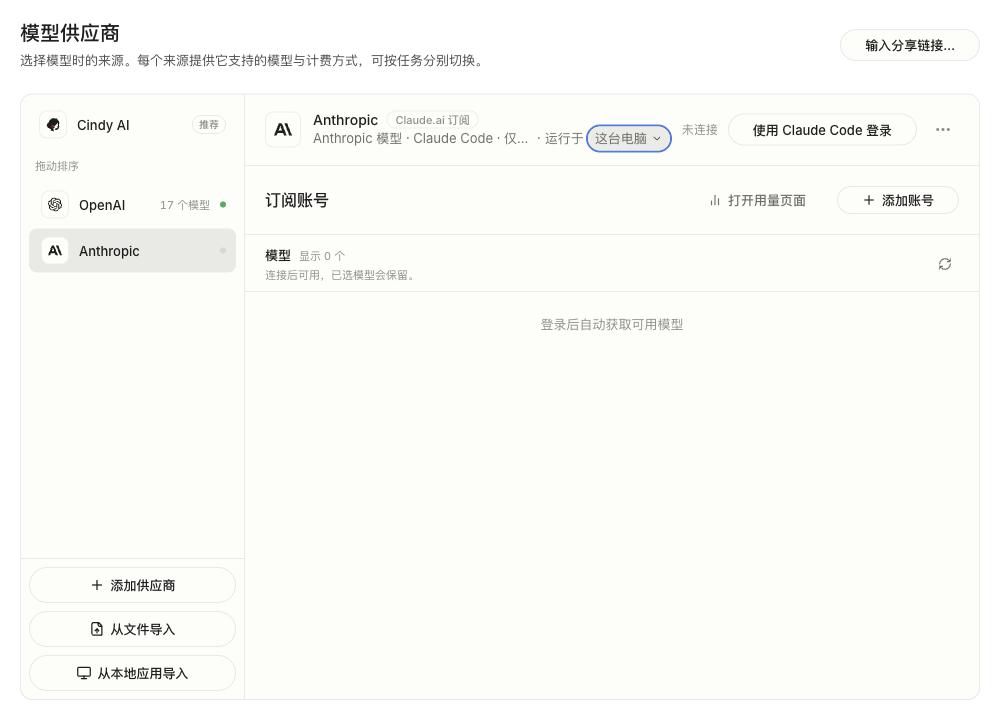 模型供应商
选择模型时的来源。每个来源提供它支持的模型与计费方式，可按任务分别切换。
输入分享链接...
Cindy AI
推荐
拖动排序
OpenAI
17 个模型
Anthropic
添加供应商
从文件导入
从本地应用导入
Anthropic
Claude.ai 订阅
Anthropic 模型 · Claude Code · 仅... · 运行于 这台电脑
未连接
使用 Claude Code 登录
订阅账号
打开用量页面
添加账号
模型 显示 0 个
连接后可用，已选模型会保留。
登录后自动获取可用模型